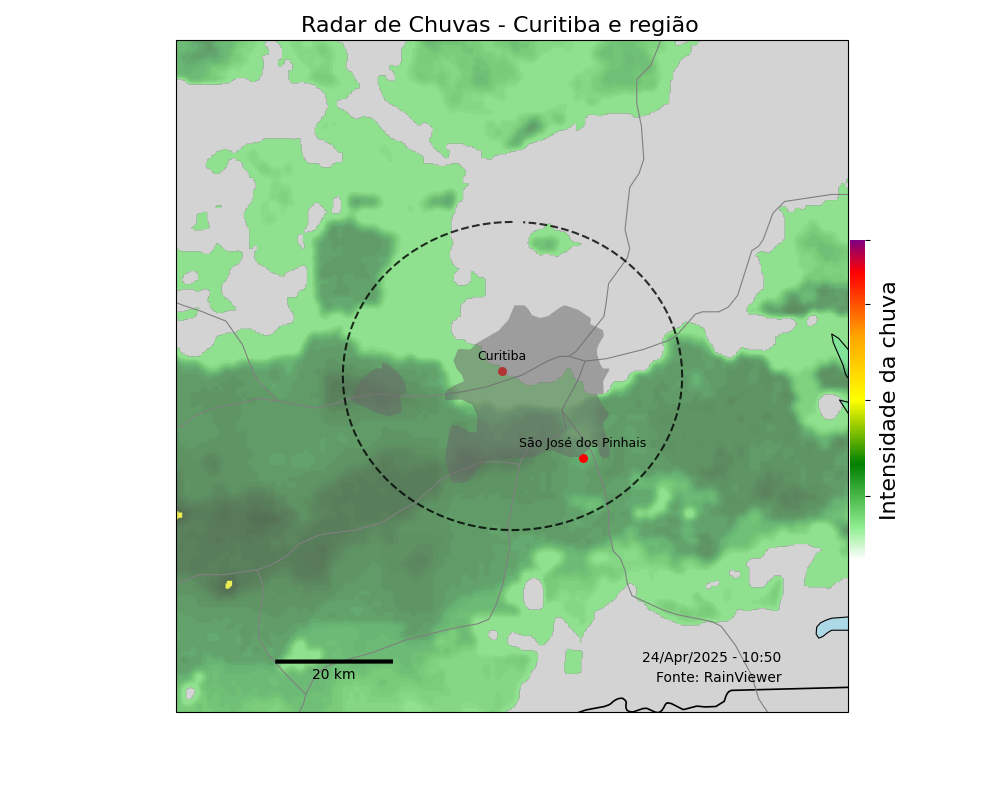 Radar de Chuvas - Curitiba e região
Curitiba
São José dos Pinhais
Intensidade da chuva
24/Apr/2025 - 10:50
Fonte: RainViewer
20 km